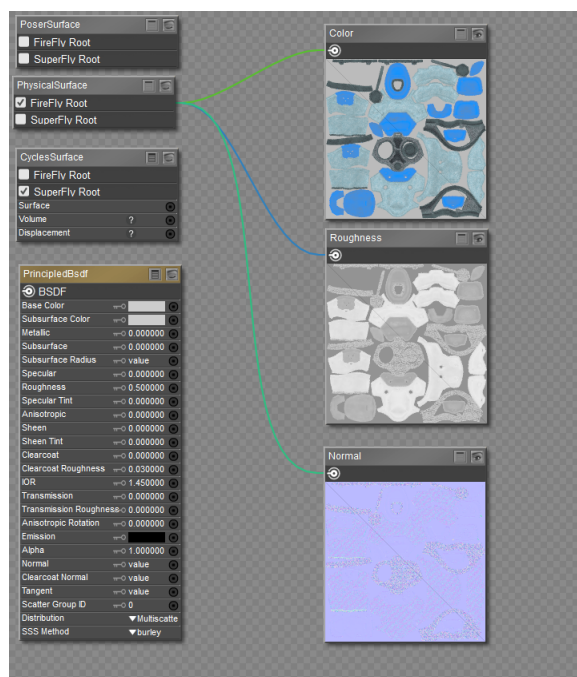 PoserSurface
FireFly Root
SuperFly Root
PhysicalSurface
FireFly Root
SuperFly Root
CyclesSurface
FireFly Root
SuperFly Root
Surface
Volume ?
Displacement ?
PrincipledBsdf
BSDF
Base Color
Subsurface Color
Metallic 0.000000
Subsurface 0.000000
Subsurface Radius value
Specular 0.000000
Roughness 0.500000
Specular Tint 0.000000
Anisotropic 0.000000
Sheen 0.000000
Sheen Tint 0.000000
Clearcoat 0.000000
Clearcoat Roughness 0.030000
IOR 1.450000
Transmission 0.000000
Transmission Roughness 0.000000
Anisotropic Rotation 0.000000
Emission
Alpha 1.000000
Normal value
Clearcoat Normal value
Tangent value
Scatter Group ID 0
Distribution Multiscatte
SSS Method burley
Color
Roughness
Normal